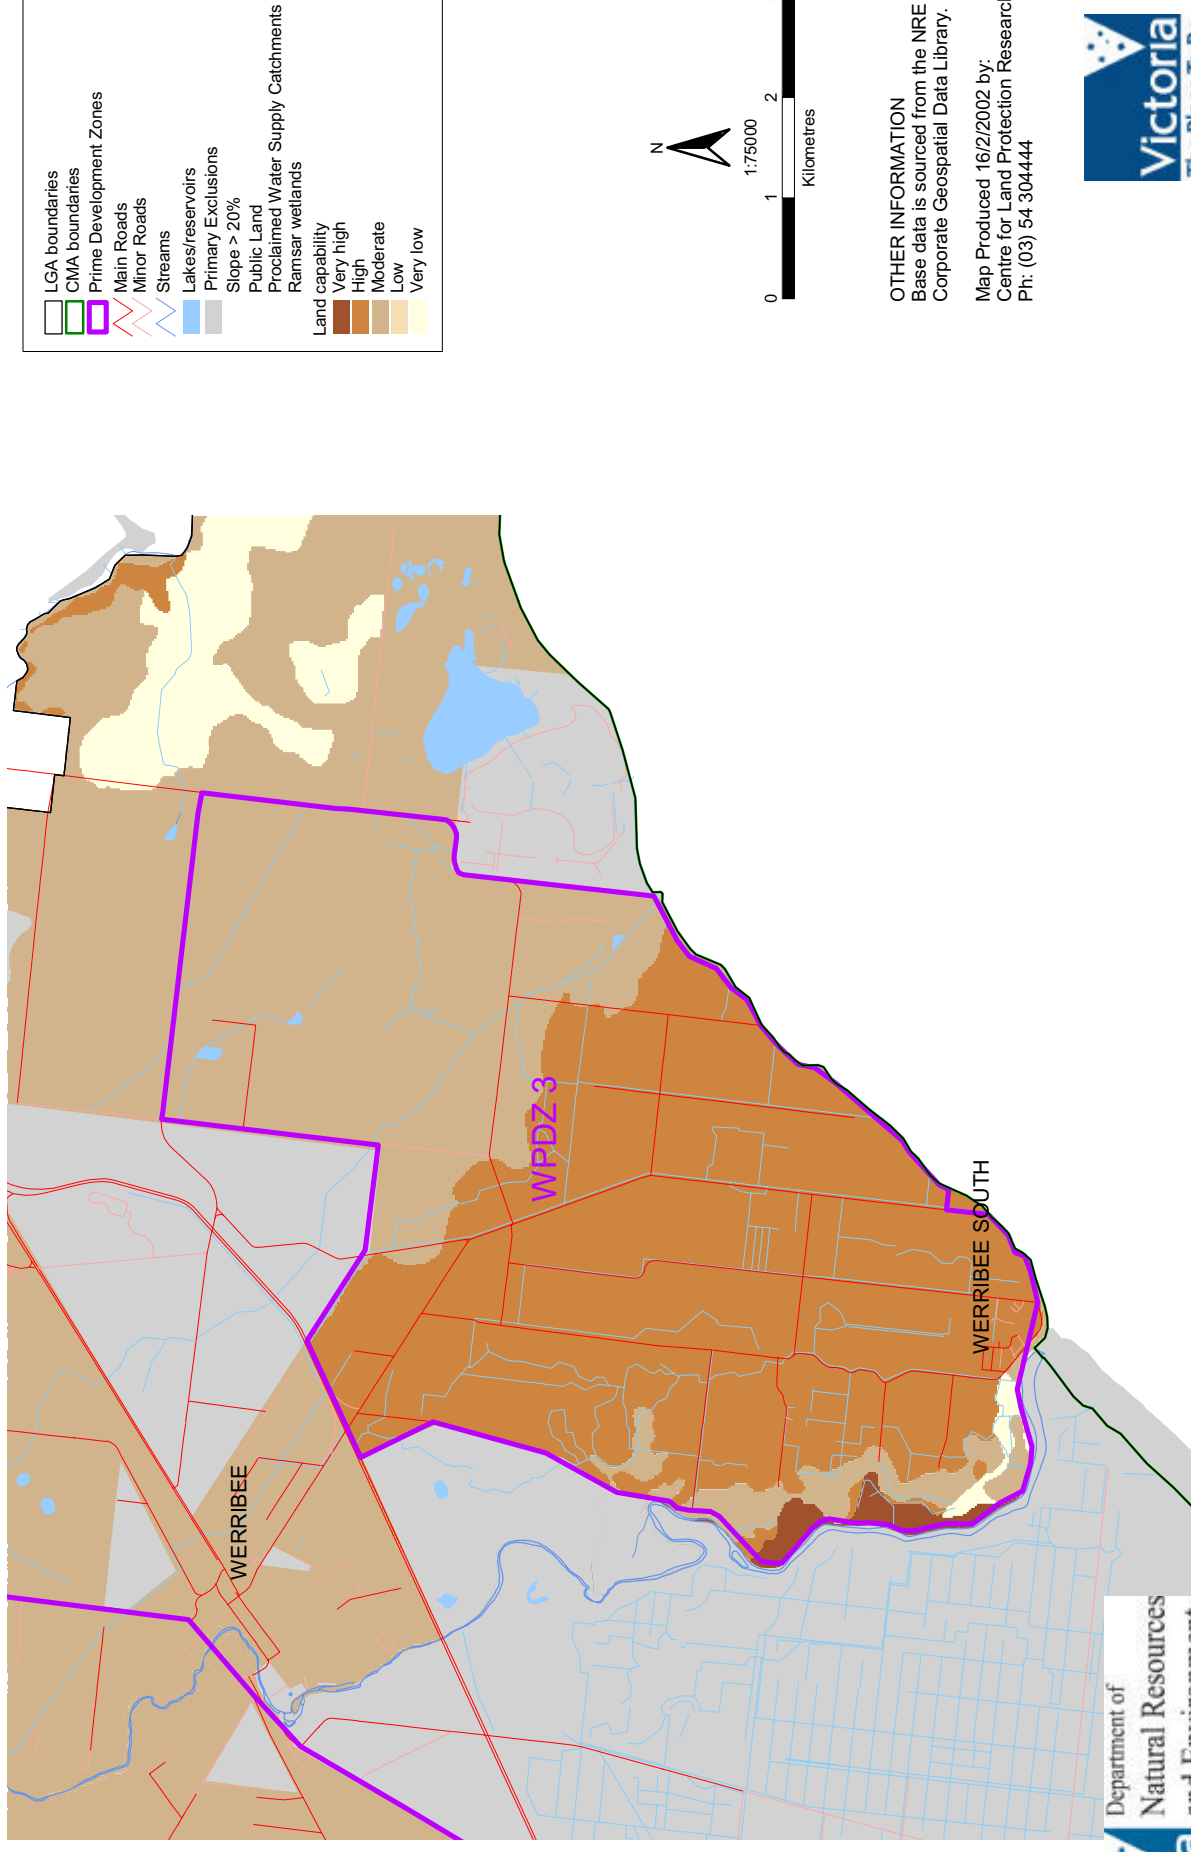 LGA boundaries
CMA boundaries
Prime Development Zones
Main Roads
Minor Roads
Streams
Lakes/reservoirs
Primary Exclusions
Slope > 20%
Public Land
Proclaimed Water Supply Catchments
Ramsar wetlands
Land capability
Very high
High
Moderate
Low
Very low
N
1:75000
0 1 2
Kilometres
OTHER INFORMATION
Base data is sourced from the NRE
Corporate Geospatial Data Library.
Map Produced 16/2/2002 by:
Centre for Land Protection Research
Ph: (03) 54 304444
Victoria
WPDZ 3
WERRIBEE SOUTH
WERRIBEE
Department of
Natural Resources